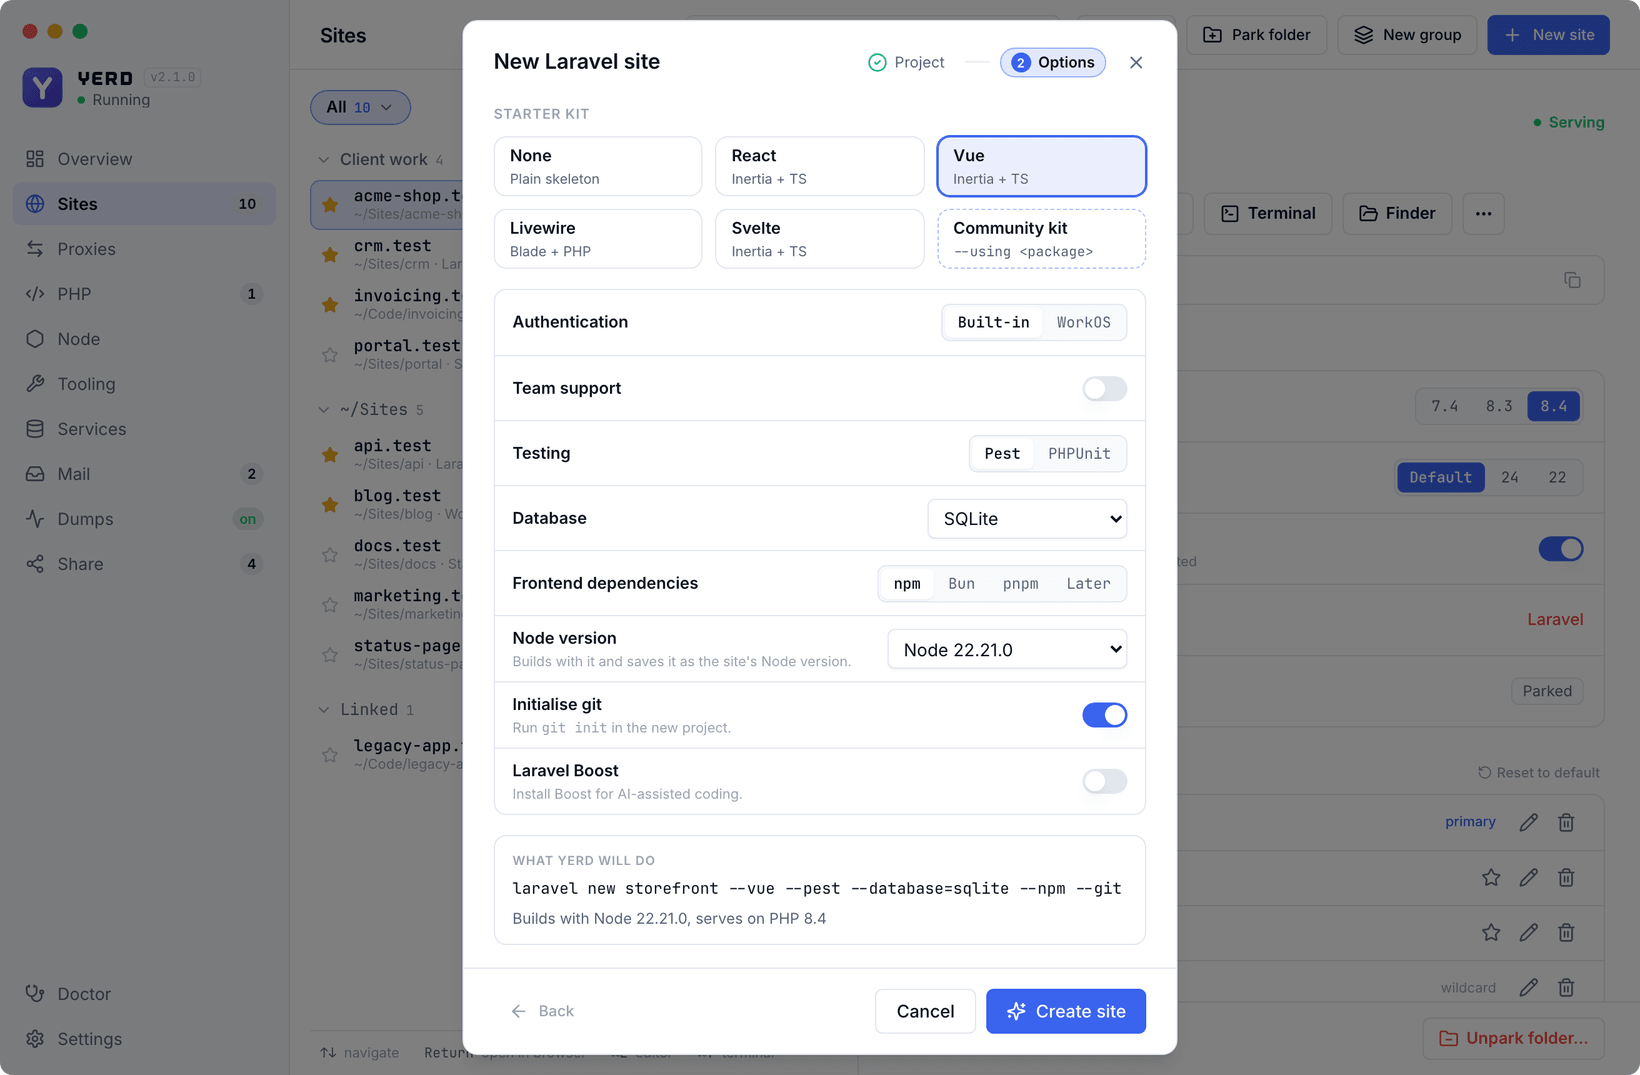 YERD v2.1.0
Running
Overview
Sites 10
Proxies
PHP 1
Node
Tooling
Services
Mail 2
Dumps on
Share 4
Doctor
Settings
Sites
Park folder
New group
New site
All 10
Client work 4
acme-shop.t
~/Sites/acme-sh
crm.test
~/Sites/crm · Lar
invoicing.t
~/Code/invoicing
portal.test
~/Sites/portal · S
~/Sites 5
api.test
~/Sites/api · Lara
blog.test
~/Sites/blog · Wo
docs.test
~/Sites/docs · St
marketing.t
~/Sites/marketin
status-page
~/Sites/status-pa
Linked 1
legacy-app.
~/Code/legacy-a
navigate Return
New Laravel site
Project
2 Options
STARTER KIT
None
Plain skeleton
React
Inertia + TS
Vue
Inertia + TS
Livewire
Blade + PHP
Svelte
Inertia + TS
Community kit
--using <package>
Authentication
Built-in WorkOS
Team support
Testing
Pest PHPUnit
Database
SQLite
Frontend dependencies
npm Bun pnpm Later
Node version
Builds with it and saves it as the site's Node version.
Node 22.21.0
Initialise git
Run git init in the new project.
Laravel Boost
Install Boost for AI-assisted coding.
WHAT YERD WILL DO
laravel new storefront --vue --pest --database=sqlite --npm --git
Builds with Node 22.21.0, serves on PHP 8.4
Back
Cancel
Create site
Serving
Terminal
Finder
7.4 8.3 8.4
Default 24 22
ted
Laravel
Parked
Reset to default
primary
wildcard
Unpark folder...